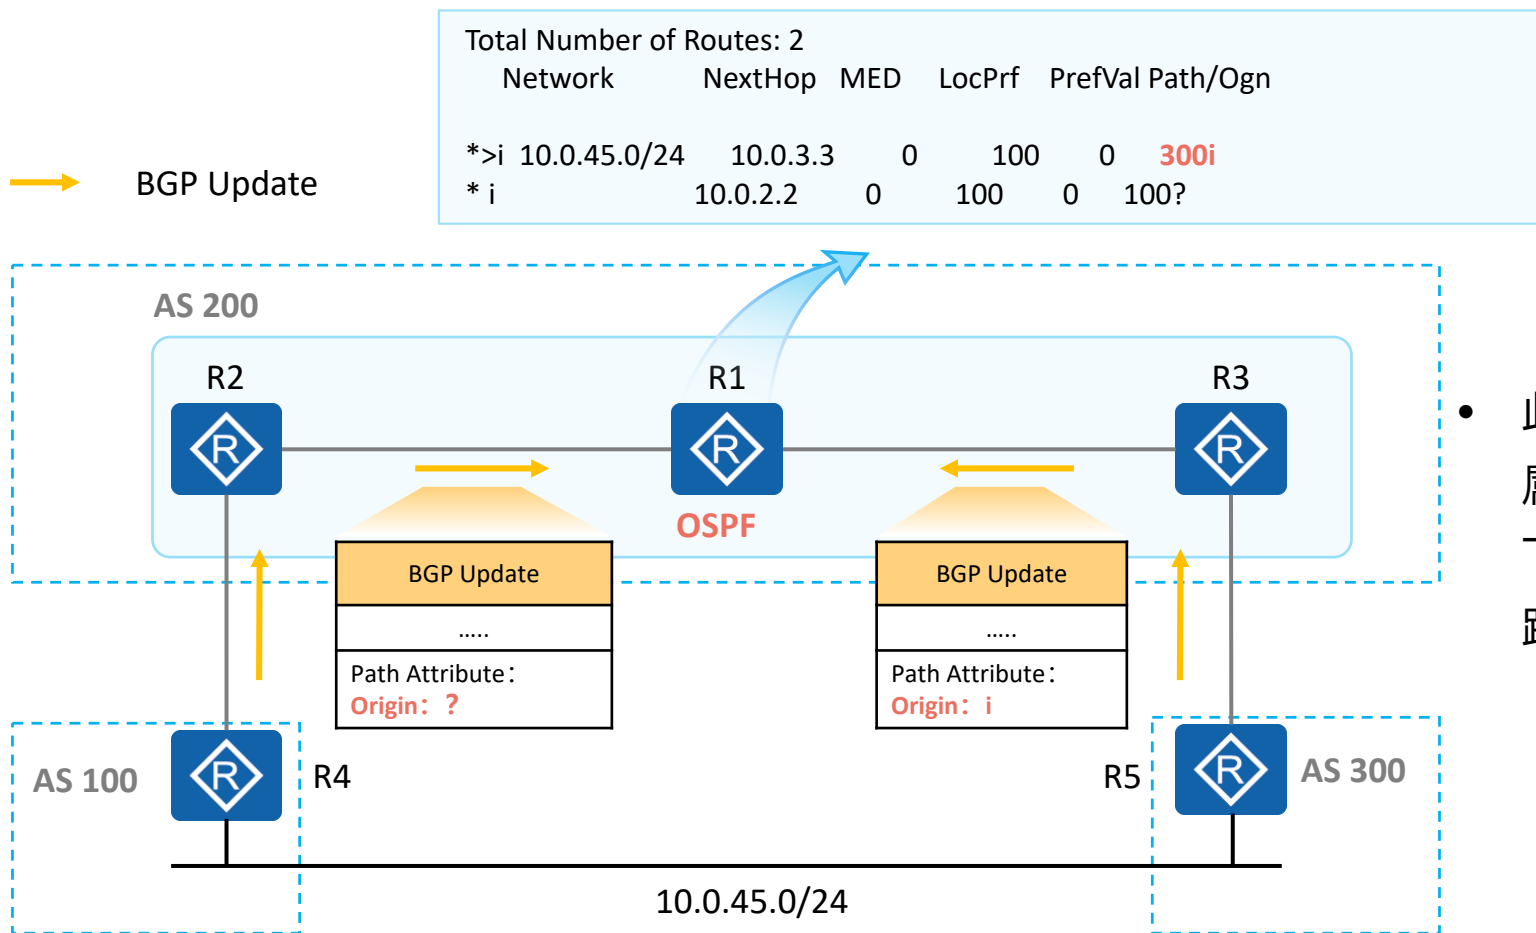 Total Number of Routes: 2
Network NextHop MED LocPrf PrefVal Path/Ogn
*>i 10.0.45.0/24 10.0.3.3 0 100 0 300i
* i 10.0.2.2 0 100 0 100?
BGP Update
AS 200
R2
R1
R3
OSPF
BGP Update
.....
Path Attribute：
Origin：?
BGP Update
.....
Path Attribute：
Origin：i
AS 100
R4
R5
AS 300
10.0.45.0/24